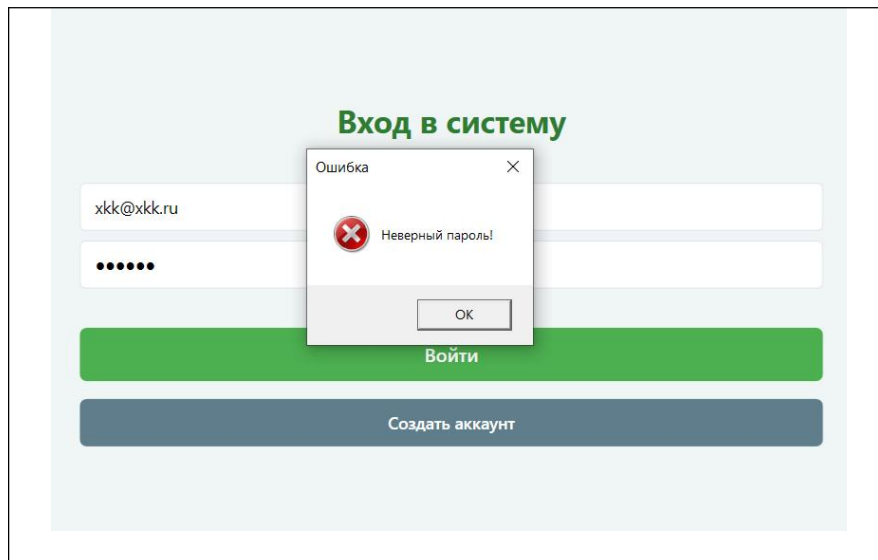 Вход в систему
Ошибка
xkk@xkk.ru
Неверный пароль!
••••••
OK
Войти
Создать аккаунт